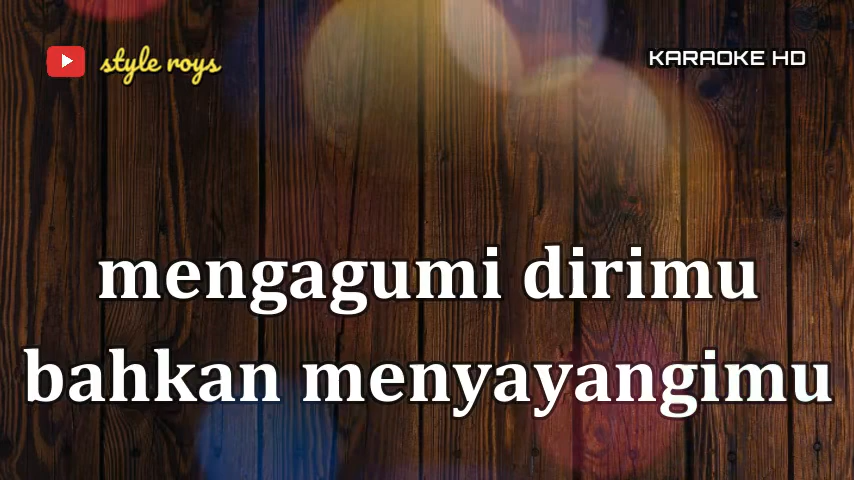 style roys
KARAOKE HD
mengagumi dirimu
bahkan menyayangimu